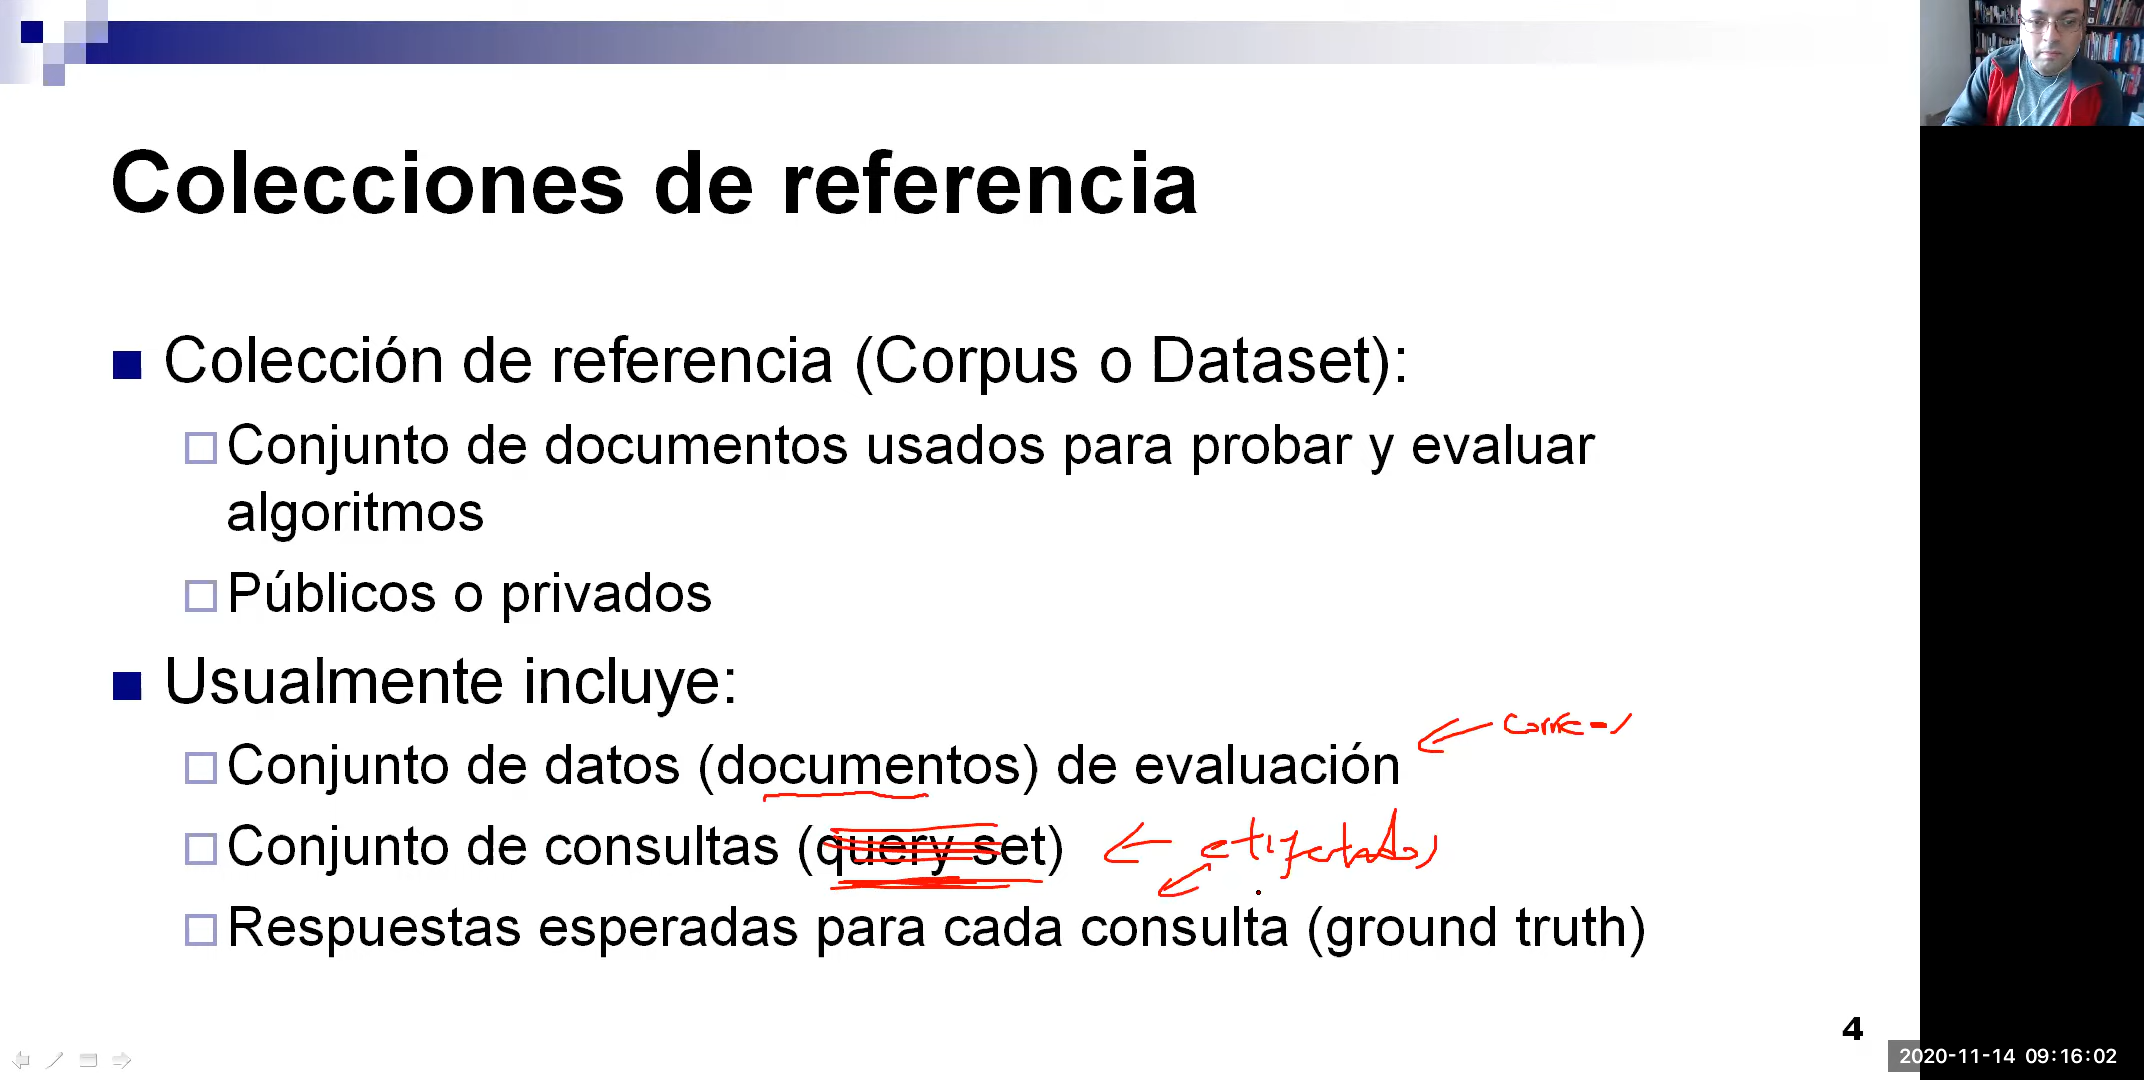 Colecciones de referencia
Colección de referencia (Corpus o Dataset):
Conjunto de documentos usados para probar y evaluar
algoritmos
Públicos o privados
Usualmente incluye:
Conjunto de datos (documentos) de evaluación
Conjunto de consultas (query set)
etiquetados
Respuestas esperadas para cada consulta (ground truth)
4
2020-11-14 09:16:02